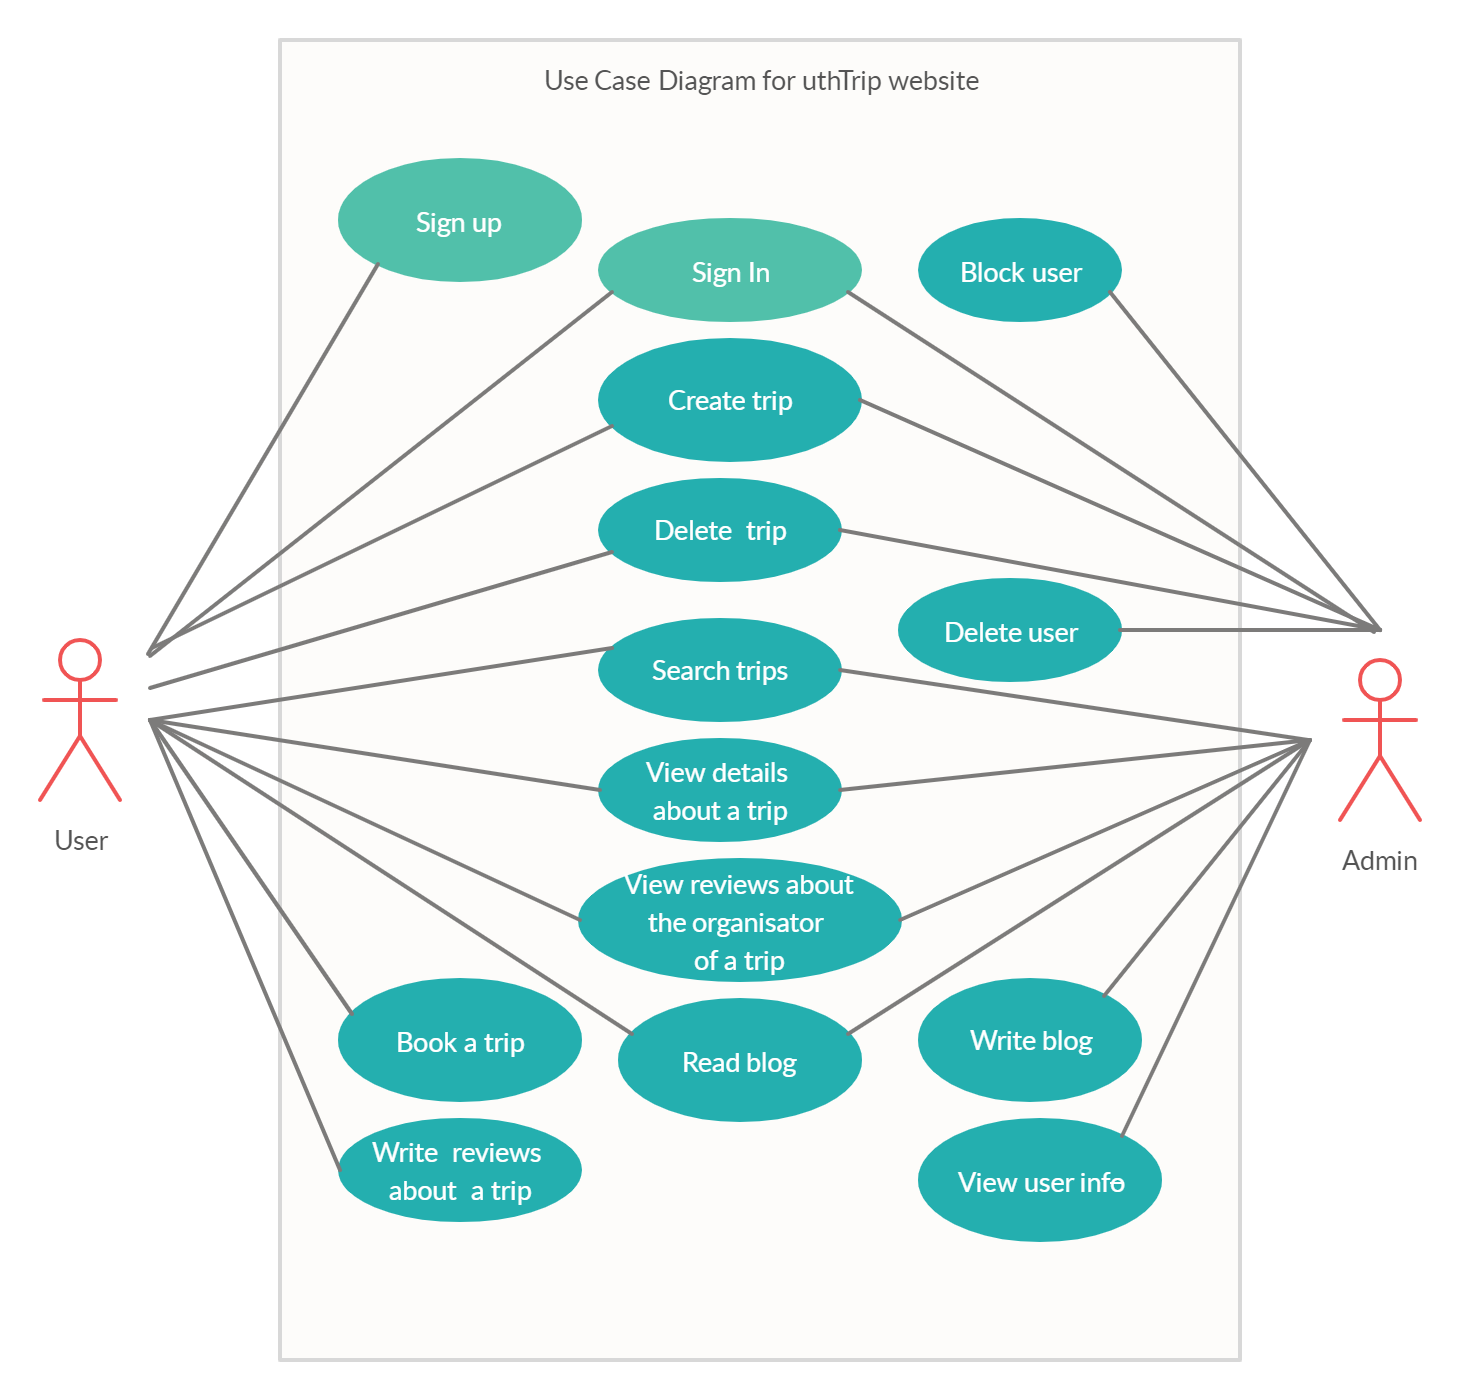 Use Case Diagram for uthTrip website
Sign up
Sign In
Block user
Create trip
Delete trip
Delete user
Search trips
View details
about a trip
User
Admin
View reviews about
the organisator
of a trip
Book a trip
Read blog
Write blog
Write reviews
about a trip
View user info